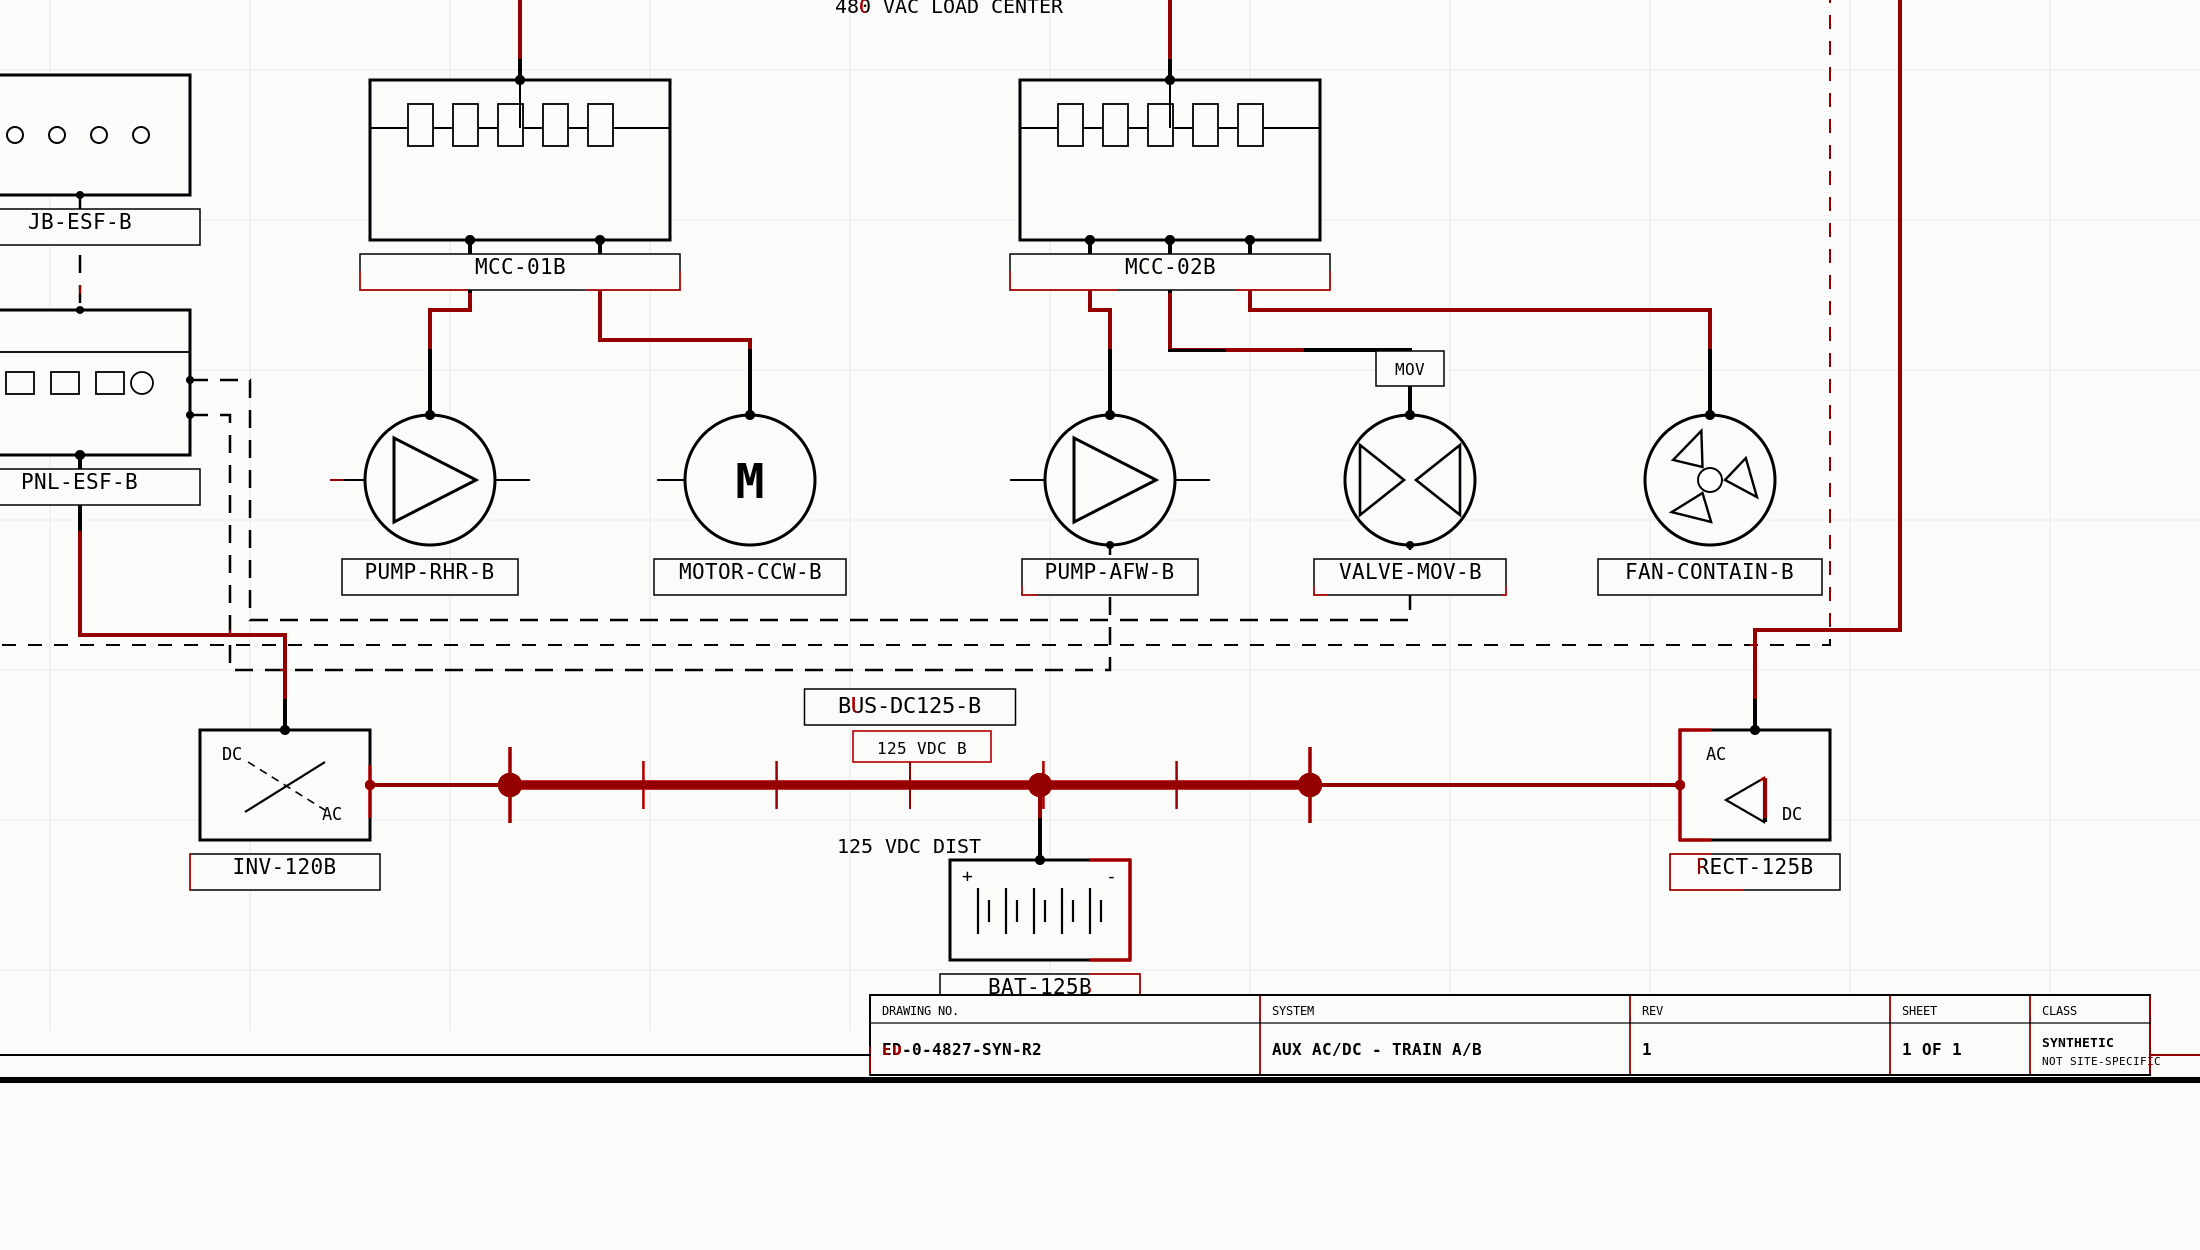 480 VAC LOAD CENTER
JB-ESF-B
MCC-01B
MCC-02B
MOV
PNL-ESF-B
M
PUMP-RHR-B
MOTOR-CCW-B
PUMP-AFW-B
VALVE-MOV-B
FAN-CONTAIN-B
BUS-DC125-B
125 VDC B
DC
AC
INV-120B
AC
DC
RECT-125B
125 VDC DIST
+ -
BAT-125B
DRAWING NO. SYSTEM REV SHEET CLASS
ED-0-4827-SYN-R2 AUX AC/DC - TRAIN A/B 1 1 OF 1 SYNTHETIC
NOT SITE-SPECIFIC